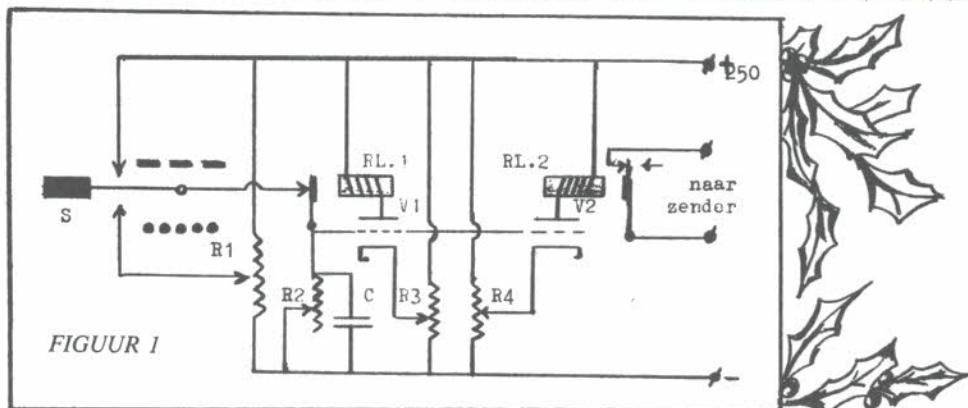 +
250
RL.1
RL.2
V1
V2
naar
zender
S
R1
R2
C
R3
R4
FIGUUR 1
-